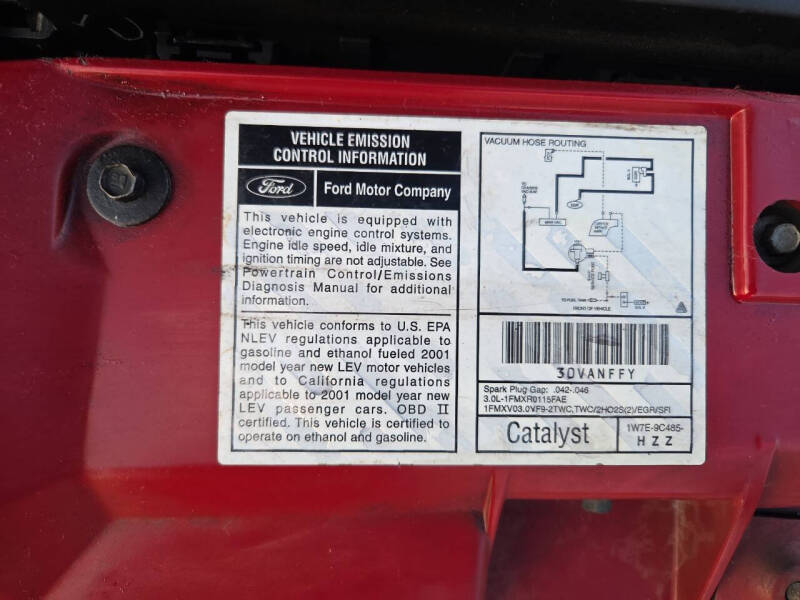 VEHICLE EMISSION
CONTROL INFORMATION
Ford
Ford Motor Company
This vehicle is equipped with
electronic engine control systems.
Engine idle speed, idle mixture, and
ignition timing are not adjustable. See
Powertrain Control/Emissions
Diagnosis Manual for additional
information.
This vehicle conforms to U.S. EPA
NLEV regulations applicable to
gasoline and ethanol fueled 2001
model year new LEV motor vehicles
and to California regulations
applicable to 2001 model year new
LEV passenger cars. OBD II
certified. This vehicle is certified to
operate on ethanol and gasoline.
VACUUM HOSE ROUTING
TO FUEL TANK
FRONT OF VEHICLE
3DVANFFY
Spark Plug Gap: .042-.046
3.0L-1FMXR0115FAE
1FMXV03.0VF9-2TWC,TWC/2HO2S(2)/EGR/SFI
Catalyst
1W7E-9C485-
HZZ